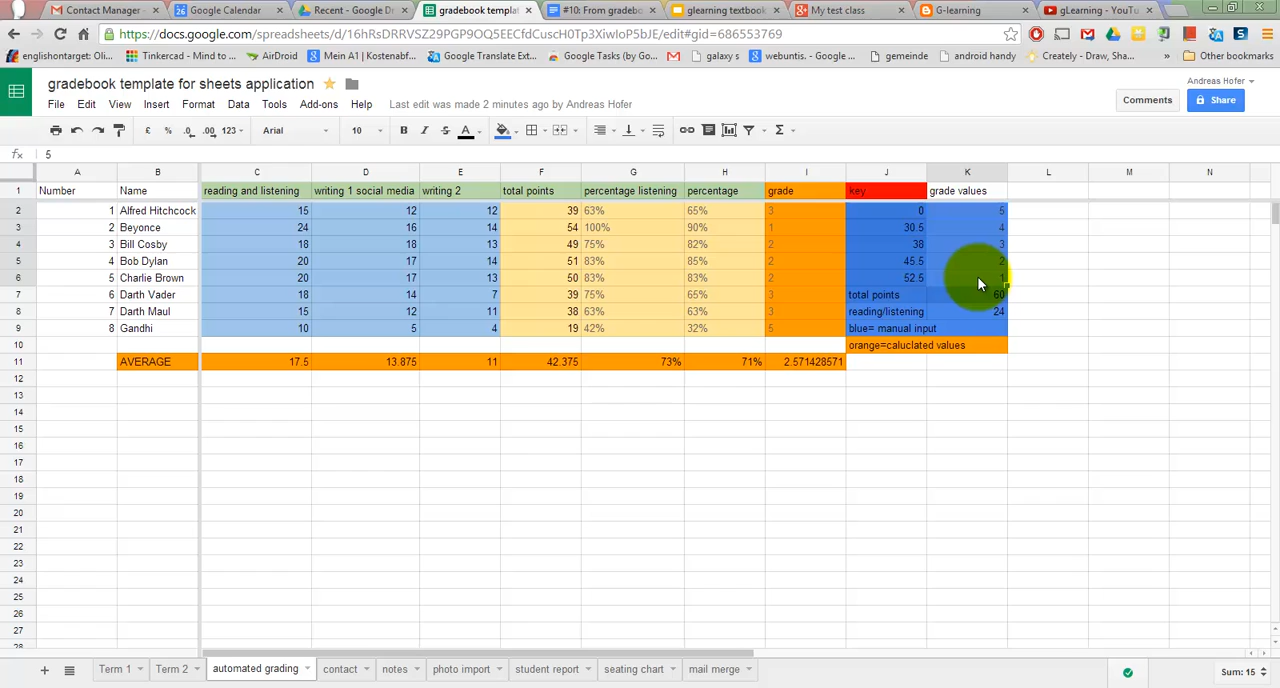 Contact Manager -
Google Calendar
Recent - Google Dr
gradebook templat
#10: From gradeb
glearning textbook
My test class
G-learning
gLearning - YouTu
https://docs.google.com/spreadsheets/d/
/edit#gid=686553769
englishontarget: Oli
Tinkercad - Mind to
AirDroid
Mein A1 | Kostenabf
Google Translate Ext
Google Tasks (by Go
galaxy s
webuntis. - Google
gemeinde
android handy
Creately - Draw, Sha
»
Other bookmarks
gradebook template for sheets application
Andreas Hofer
File Edit View Insert Format Data Tools Add-ons Help Last edit was made 2 minutes ago by Andreas Hofer
Comments
Share
£ % .0 .00 123 Arial 10 B I S A Σ
fx 5
A B C D E F G H I J K L M N
1 Number Name reading and listening writing 1 social media writing 2 total points percentage listening percentage grade key grade values
2 1 Alfred Hitchcock 15 12 12 39 63% 65% 3 0 5
3 2 Beyonce 24 16 14 54 100% 90% 1 30.5 4
4 3 Bill Cosby 18 18 13 49 75% 82% 2 38 3
5 4 Bob Dylan 20 17 14 51 83% 85% 2 45.5 2
6 5 Charlie Brown 20 17 13 50 83% 83% 2 52.5 1
7 6 Darth Vader 18 14 7 39 75% 65% 3 total points 60
8 7 Darth Maul 15 12 11 38 63% 63% 3 reading/listening 24
9 8 Gandhi 10 5 4 19 42% 32% 5 blue= manual input
10 orange=caluclated values
11 AVERAGE 17.5 13.875 11 42.375 73% 71% 2.571428571
12
13
14
15
16
17
18
19
20
21
22
23
24
25
26
27
28
+ Term 1 Term 2 automated grading contact notes photo import student report seating chart mail merge
Sum: 15